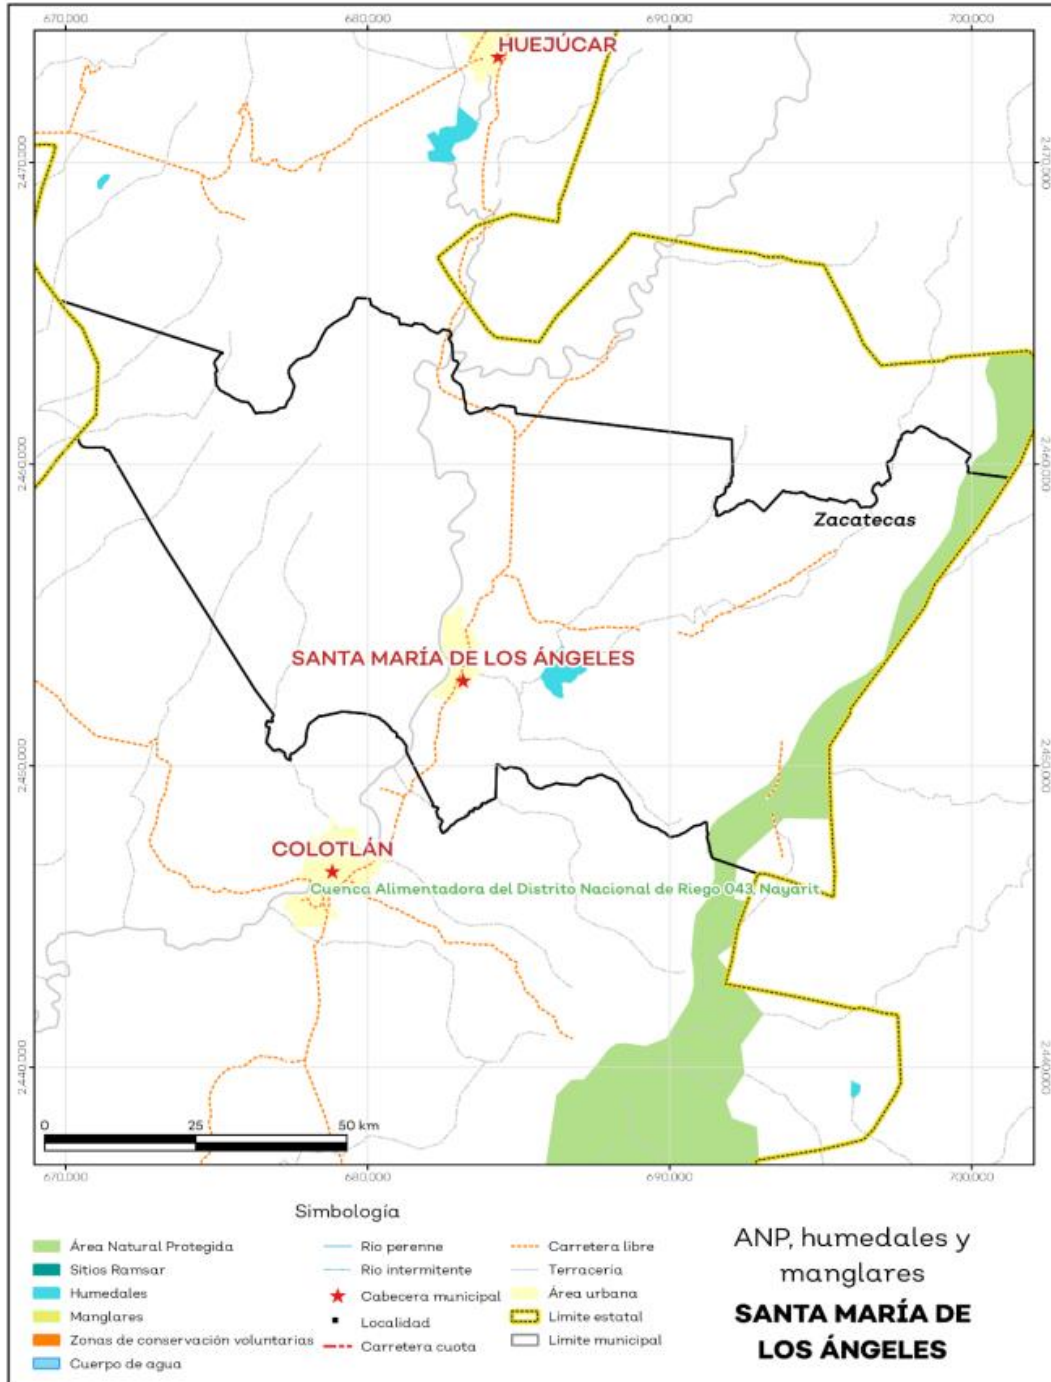 670,000 680,000 690,000 700,000
HUEJÚCAR
2,470,000 2,470,000
2,460,000 2,460,000
Zacatecas
SANTA MARÍA DE LOS ÁNGELES
2,450,000 2,450,000
COLOTLÁN
Cuenca Alimentadora del Distrito Nacional de Riego 043, Nayarit
2,440,000 2,440,000
0 25 50 km
670,000 680,000 690,000 700,000
Simbología
Área Natural Protegida
Sitios Ramsar
Humedales
Manglares
Zonas de conservación voluntarias
Cuerpo de agua
Río perenne
Río intermitente
Cabecera municipal
Localidad
Carretera cuota
Carretera libre
Terracería
Área urbana
Límite estatal
Límite municipal
ANP, humedales y
manglares
SANTA MARÍA DE
LOS ÁNGELES